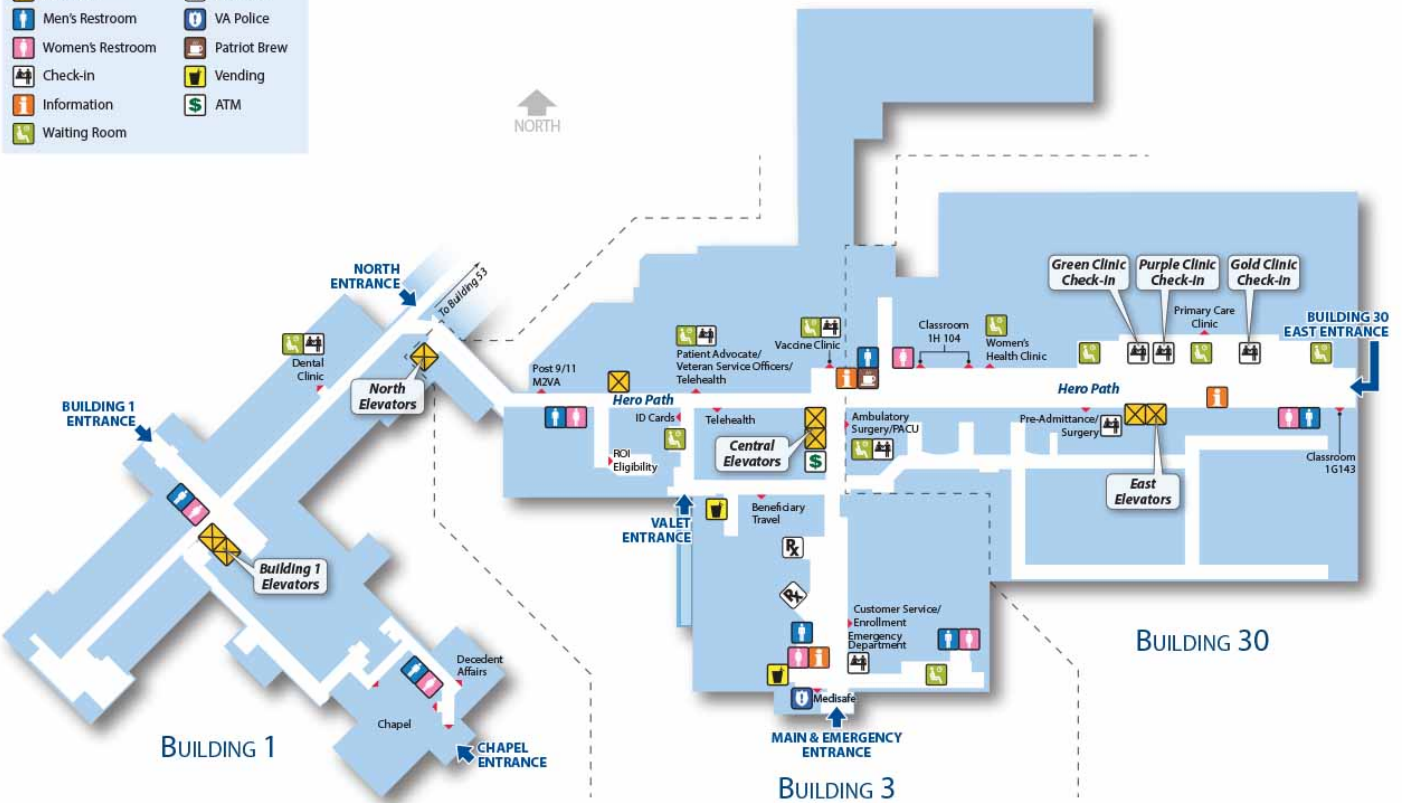 Men's Restroom
VA Police
Women's Restroom
Patriot Brew
Check-in
Vending
Information
$ ATM
Waiting Room
NORTH
NORTH
ENTRANCE
To Building 53
Dental
Clinic
North
Elevators
BUILDING 1
ENTRANCE
Building 1
Elevators
Decedent
Affairs
Chapel
CHAPEL
ENTRANCE
BUILDING 1
Post 9/11
M2VA
Patient Advocate/
Veteran Service Officers/
Telehealth
Hero Path
ID Cards
Telehealth
ROI
Eligibility
Vaccine Clinic
Central
Elevators
$
Ambulatory
Surgery/PACU
VALET
ENTRANCE
Beneficiary
Travel
Rx
Rx
Customer Service/
Enrollment
Emergency
Department
Medisafe
MAIN & EMERGENCY
ENTRANCE
BUILDING 3
Classroom
1H 104
Women's
Health Clinic
Green Clinic
Check-In
Purple Clinic
Check-In
Gold Clinic
Check-In
Primary Care
Clinic
BUILDING 30
EAST ENTRANCE
Hero Path
Pre-Admittance/
Surgery
East
Elevators
Classroom
1G143
BUILDING 30